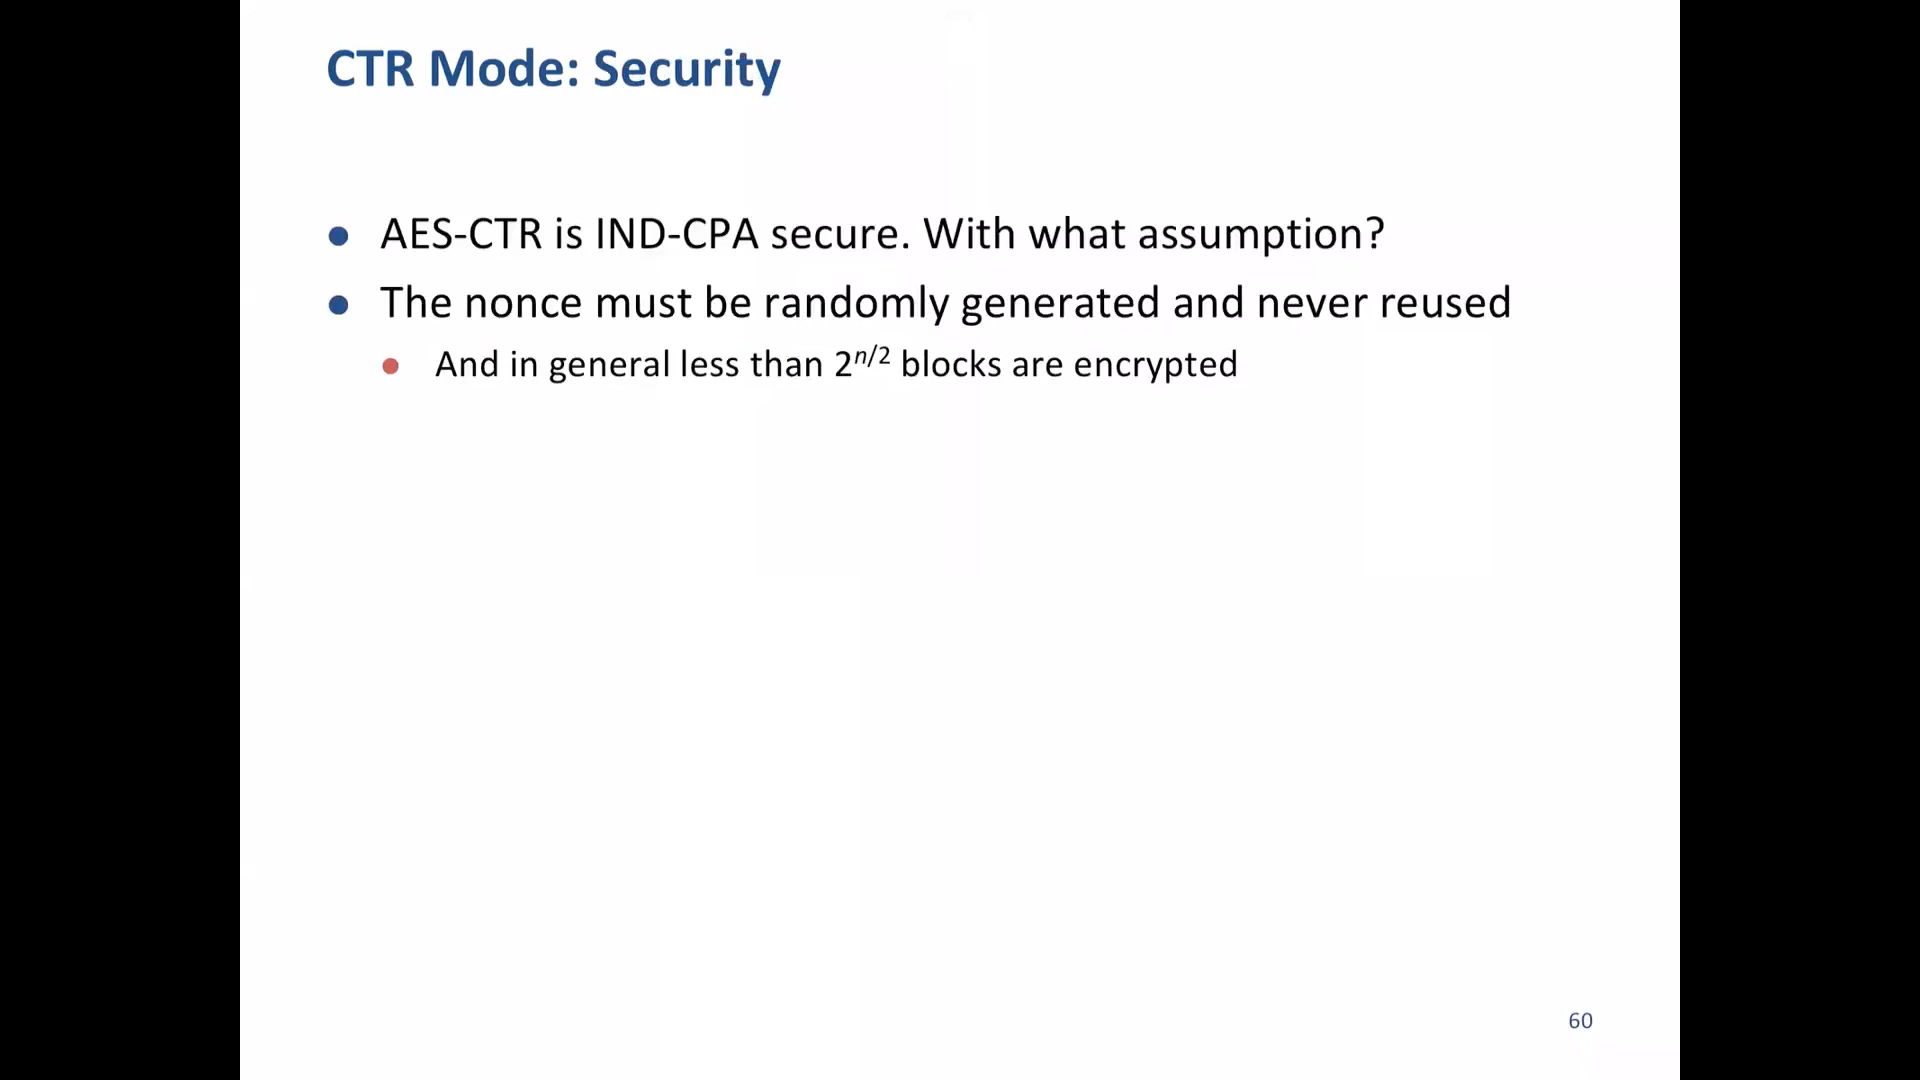 CTR Mode: Security
● AES-CTR is IND-CPA secure. With what assumption?
● The nonce must be randomly generated and never reused
● And in general less than 2^{n/2} blocks are encrypted
60